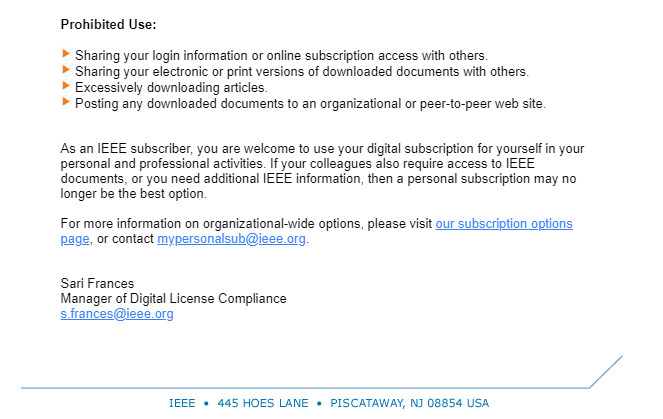 Prohibited Use:
Sharing your login information or online subscription access with others.
Sharing your electronic or print versions of downloaded documents with others.
Excessively downloading articles.
Posting any downloaded documents to an organizational or peer-to-peer web site.
As an IEEE subscriber, you are welcome to use your digital subscription for yourself in your
personal and professional activities. If your colleagues also require access to IEEE
documents, or you need additional IEEE information, then a personal subscription may no
longer be the best option.
For more information on organizational-wide options, please visit our subscription options
page, or contact mypersonalsub@ieee.org.
Sari Frances
Manager of Digital License Compliance
s.frances@ieee.org
IEEE • 445 HOES LANE • PISCATAWAY, NJ 08854 USA